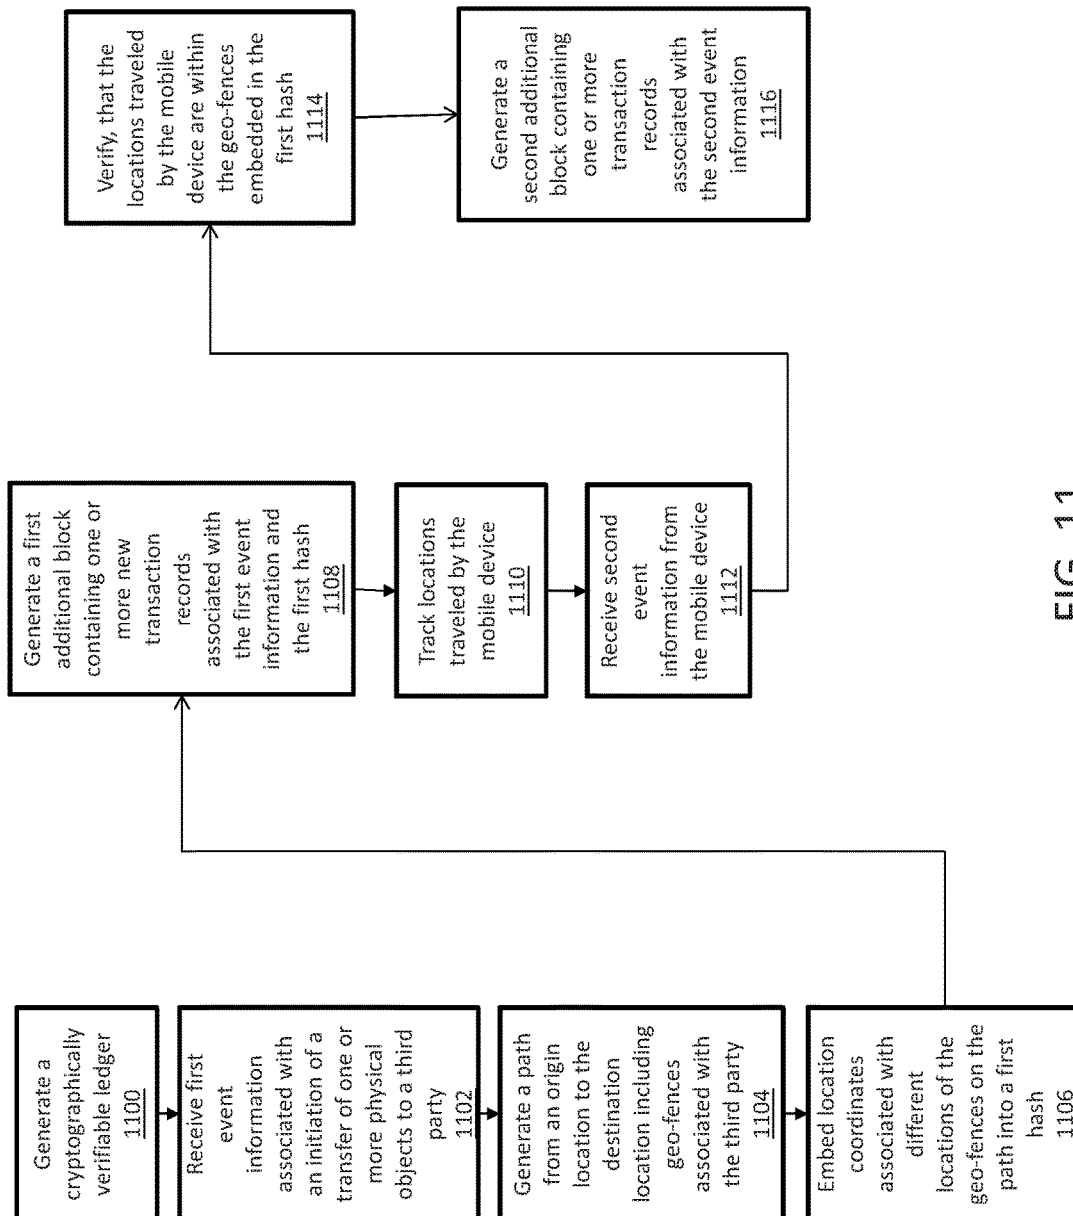 Generate a
cryptographically
verifiable ledger
1100
Receive first
event
information
associated with
an initiation of a
transfer of one or
more physical
objects to a third
party
1102
Generate a path
from an origin
location to the
destination
location including
geo-fences
associated with
the third party
1104
Embed location
coordinates
associated with
different
locations of the
geo-fences on the
path into a first
hash
1106
Generate a first
additional block
containing one or
more new
transaction
records
associated with
the first event
information and
the first hash
1108
Track locations
traveled by the
mobile device
1110
Receive second
event
information from
the mobile device
1112
Verify, that the
locations traveled
by the mobile
device are within
the geo-fences
embedded in the
first hash
1114
Generate a
second additional
block containing
one or more
transaction
records
associated with
the second event
information
1116
FIG. 11